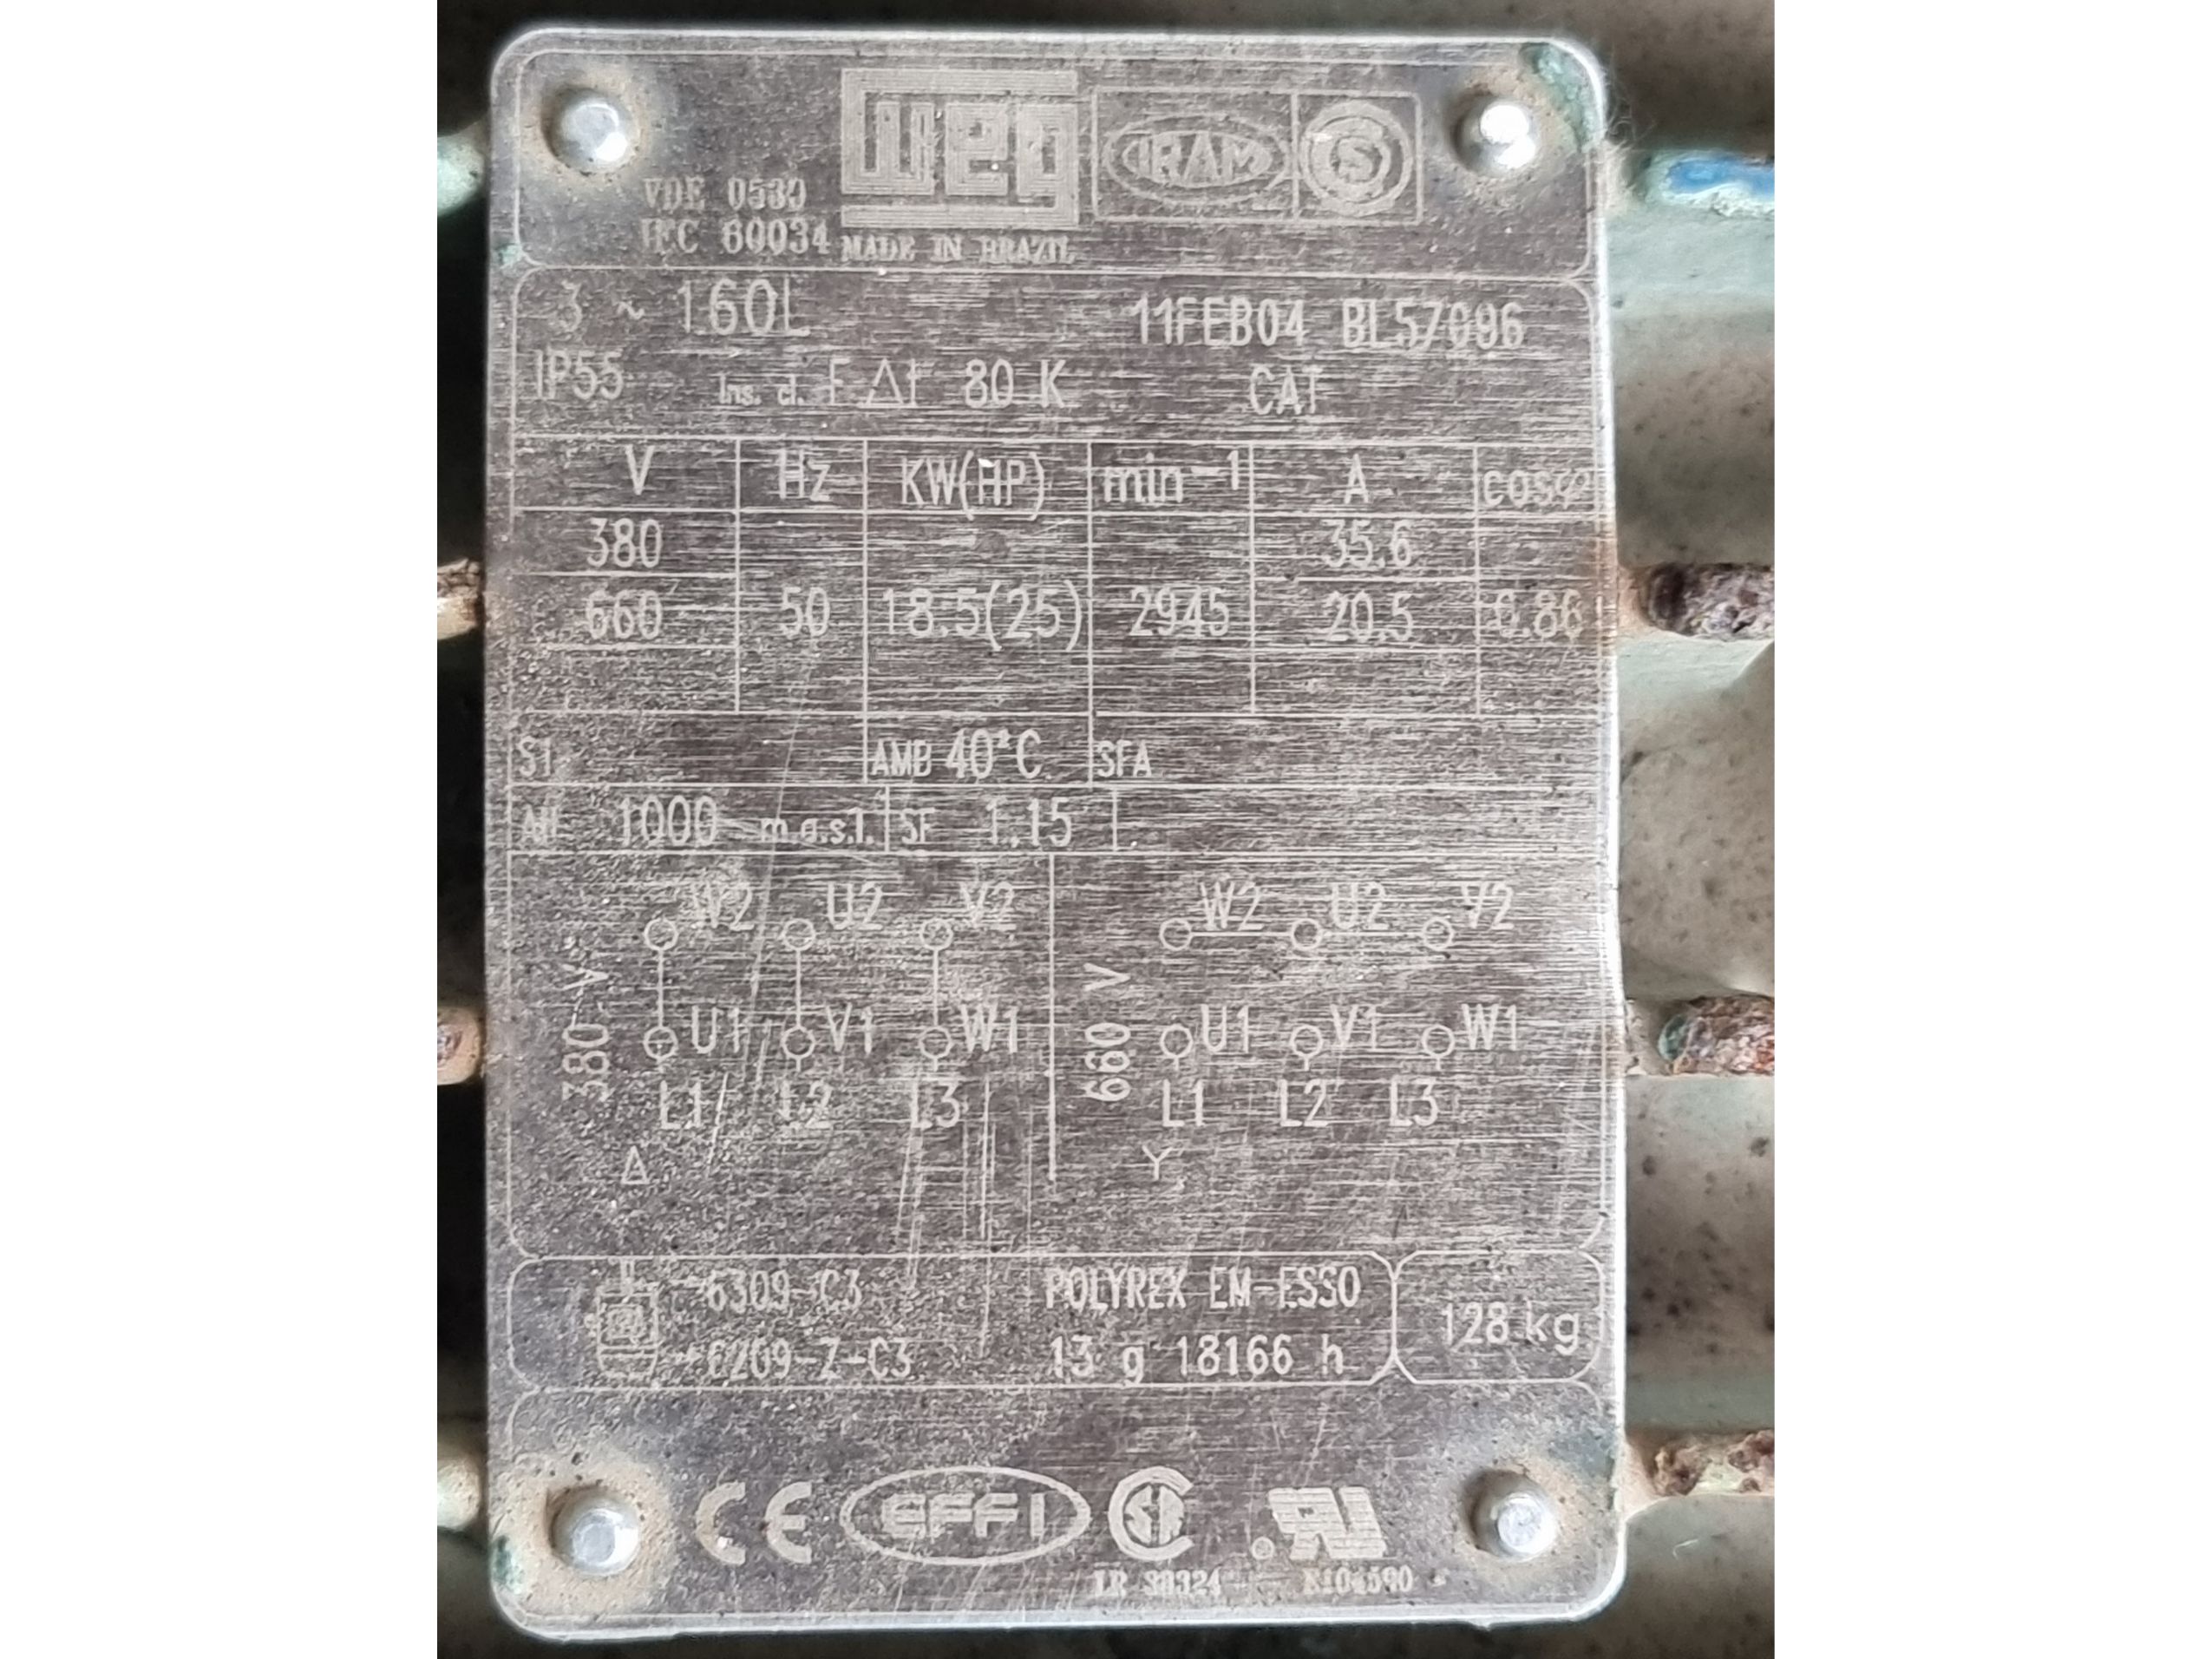 WEG
IRAM S
VDE 0530
IEC 60034 MADE IN BRAZIL
3 ~ 160L 11FEB04 BL57096
IP55 Ins. cl. F Δt 80 K CAT
V Hz KW(HP) min-1 A cosφ
380 35.6
660 50 18.5(25) 2945 20.5 0.86
S1 AMB 40°C SFA
Alt 1000 m.a.s.l. SF 1.15
W2 U2 V2 W2 U2 V2
380 V 660 V
U1 V1 W1 U1 V1 W1
L1 L2 L3 L1 L2 L3
Δ Y
6309-C3 POLYREX EM-ESSO
6209-Z-C3 13 g 18166 h
128 kg
CE EFF1
LR 38324 E104590